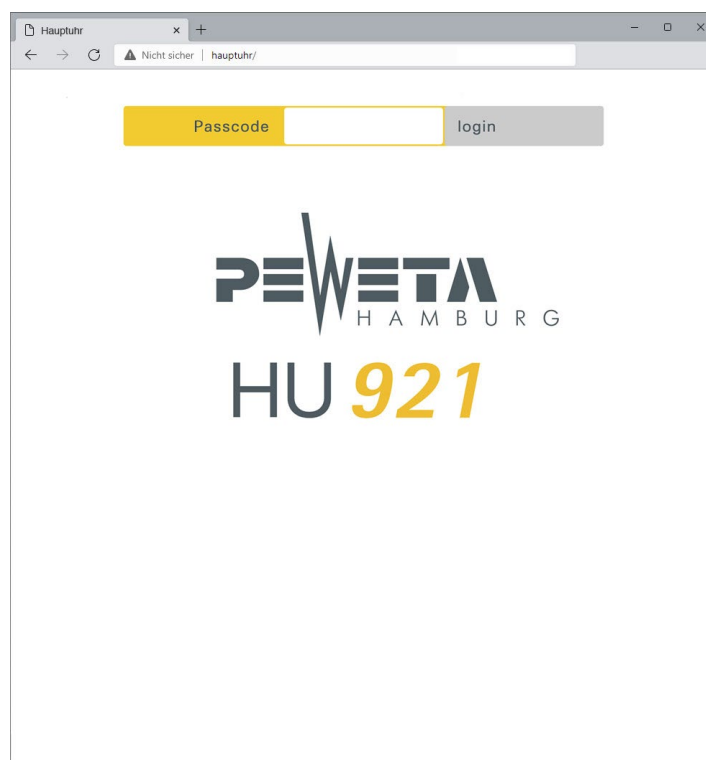 Hauptuhr
Nicht sicher | hauptuhr/
Passcode login
PEWETA
HAMBURG
HU 921